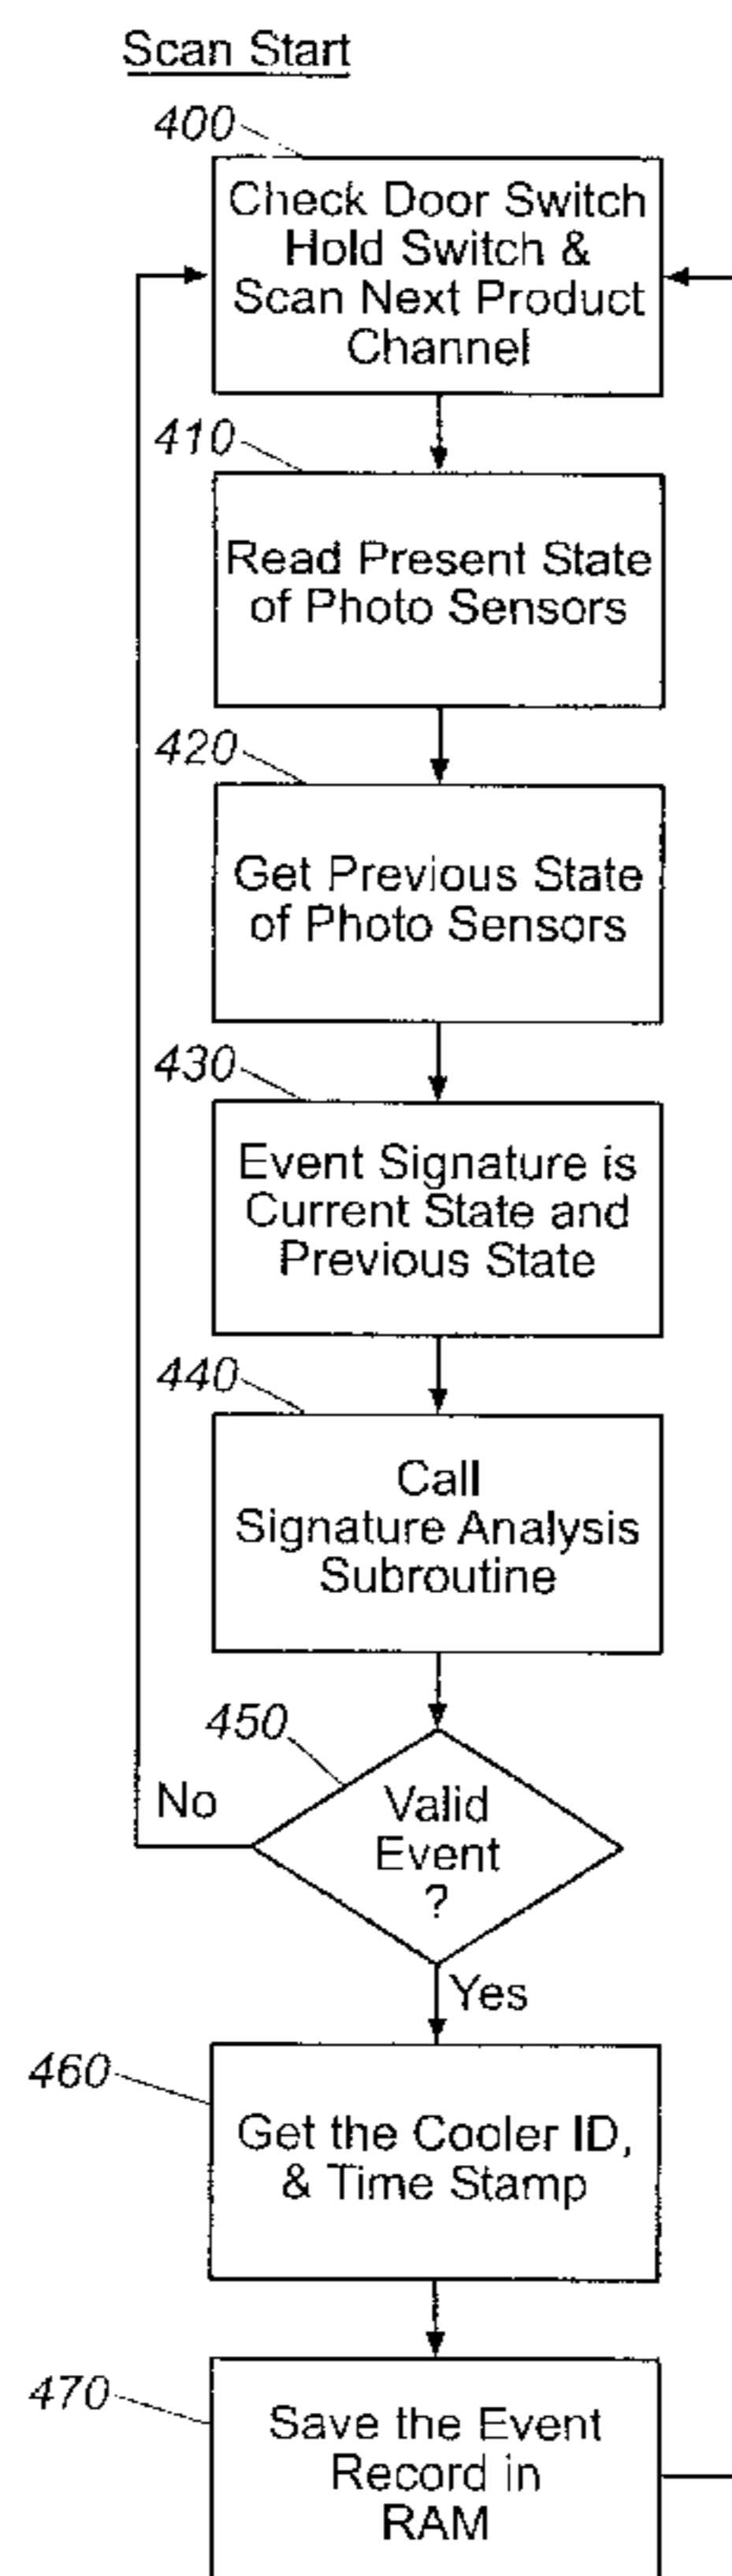 Scan Start
400
Check Door Switch
Hold Switch &
Scan Next Product
Channel
410
Read Present State
of Photo Sensors
420
Get Previous State
of Photo Sensors
430
Event Signature is
Current State and
Previous State
440
Call
Signature Analysis
Subroutine
450
Valid
Event
?
No
Yes
460
Get the Cooler ID,
& Time Stamp
470
Save the Event
Record in
RAM